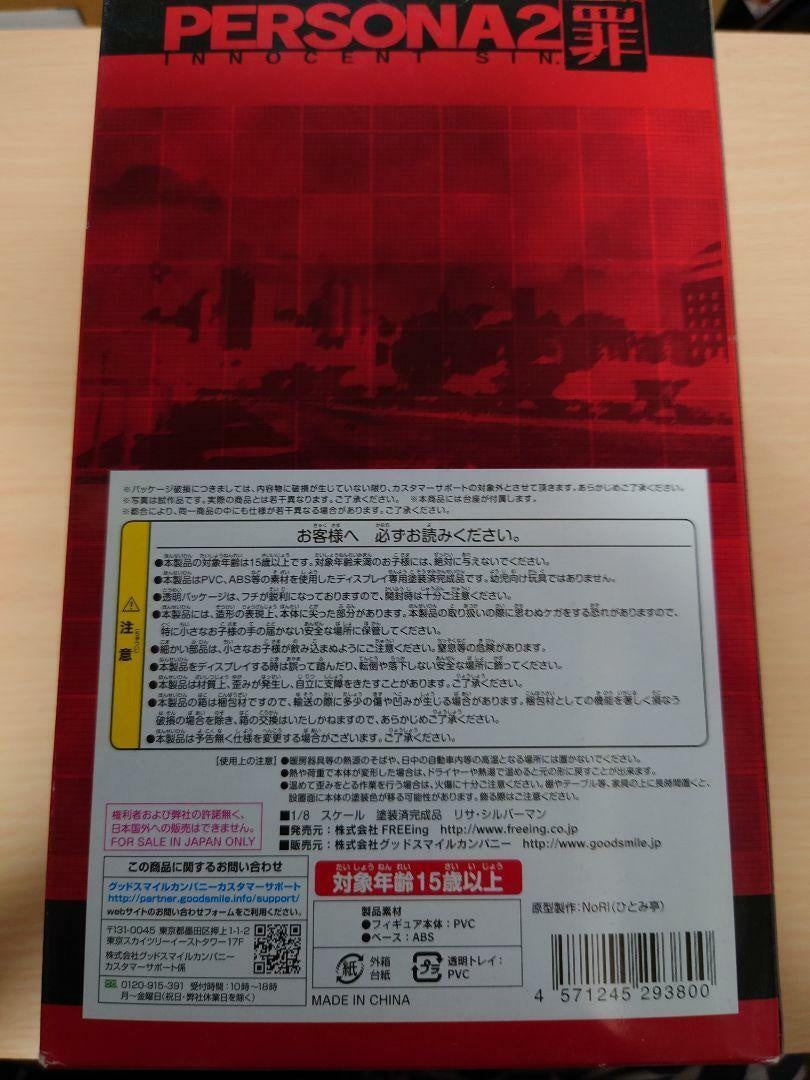 PERSONA2 罪
INNOCENT SIN.
※パッケージ破損につきましては、内容物に破損が生じていない限り、カスタマーサポートの対象外とさせて頂きます。あらかじめご了承ください。
※写真は試作品です。実際の商品とは若干異なります。ご了承ください。 ※本商品には台座が付属します。
※都合により、同一商品の中にも仕様が若干異なる場合があります。ご了承ください。
お客様へ 必ずお読みください。
●本製品の対象年齢は15歳以上です。対象年齢未満のお子様には、絶対に与えないでください。
●本製品はPVC、ABS等の素材を使用したディスプレイ専用塗装済完成品です。幼児向け玩具ではありません。
●透明パッケージは、フチが鋭利になっておりますので、開封時は十分ご注意ください。
●本製品には、造形の表現上、本体に尖った部分があります。本製品の取り扱いの際に思わぬケガをする恐れがありますので、
特に小さなお子様の手の届かない安全な場所に保管してください。
●細かい部品は、小さなお子様が飲み込まぬようにご注意ください。窒息等の危険があります。
●本製品をディスプレイする時は誤って踏んだり、転倒や落下しない安全な場所に飾ってください。
●本製品は材質上、歪みが発生し、自立に支障をきたすことがあります。ご了承ください。
●本製品の箱は梱包材ですので、輸送の際に多少の傷や凹みが生じる場合があります。梱包材としての機能を著しく損なう
破損の場合を除き、箱の交換はいたしかねますので、あらかじめご了承ください。
●本製品は予告無く仕様を変更する場合がございます。ご了承ください。
⚠注意
[使用上の注意] ●暖房器具等の熱源のそばや、日中の自動車内等の高温となる場所には置かないでください。
●熱や荷重で本体が変形した場合は、ドライヤーや熱湯で温めると元の形に戻すことが出来ます。
●温めて歪みをとる作業を行う場合は、火傷に十分ご注意ください。棚やテーブル等、家具の上に長時間置くと、
設置面に本体の塗装色が移る可能性があります。飾る際はご注意ください。
権利者および弊社の許諾無く、
日本国外への販売はできません。
FOR SALE IN JAPAN ONLY
■1/8 スケール 塗装済完成品 リサ・シルバーマン
■発売元:株式会社 FREEing http://www.freeing.co.jp
■販売元:株式会社グッドスマイルカンパニー http://www.goodsmile.jp
この商品に関するお問い合わせ
グッドスマイルカンパニーカスタマーサポート
http://partner.goodsmile.info/support/
webサイトのお問い合わせフォームをご利用ください。
〒131-0045 東京都墨田区押上1-1-2
東京スカイツリーイーストタワー17F
株式会社グッドスマイルカンパニー
カスタマーサポート係
0120-915-391 受付時間:10時〜18時
月〜金曜日(祝日・弊社休業日を除く)
対象年齢15歳以上
製品素材
●フィギュア本体:PVC
●ベース:ABS
紙 外箱
台紙
プラ 透明トレイ:
PVC
MADE IN CHINA
原型製作:NoRI(ひとみ亭)
4 571245 293800